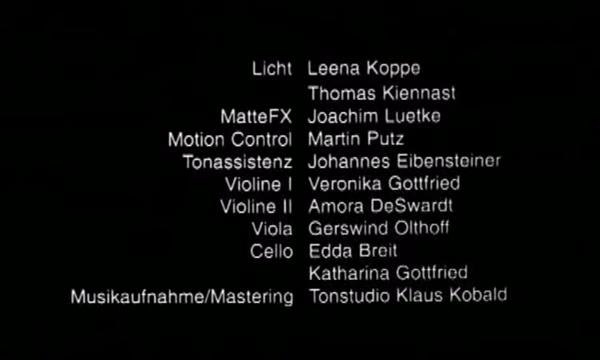 Licht Leena Koppe
Thomas Kiennast
MatteFX Joachim Luetke
Motion Control Martin Putz
Tonassistenz Johannes Eibensteiner
Violine I Veronika Gottfried
Violine II Amora DeSwardt
Viola Gerswind Olthoff
Cello Edda Breit
Katharina Gottfried
Musikaufnahme/Mastering Tonstudio Klaus Kobald